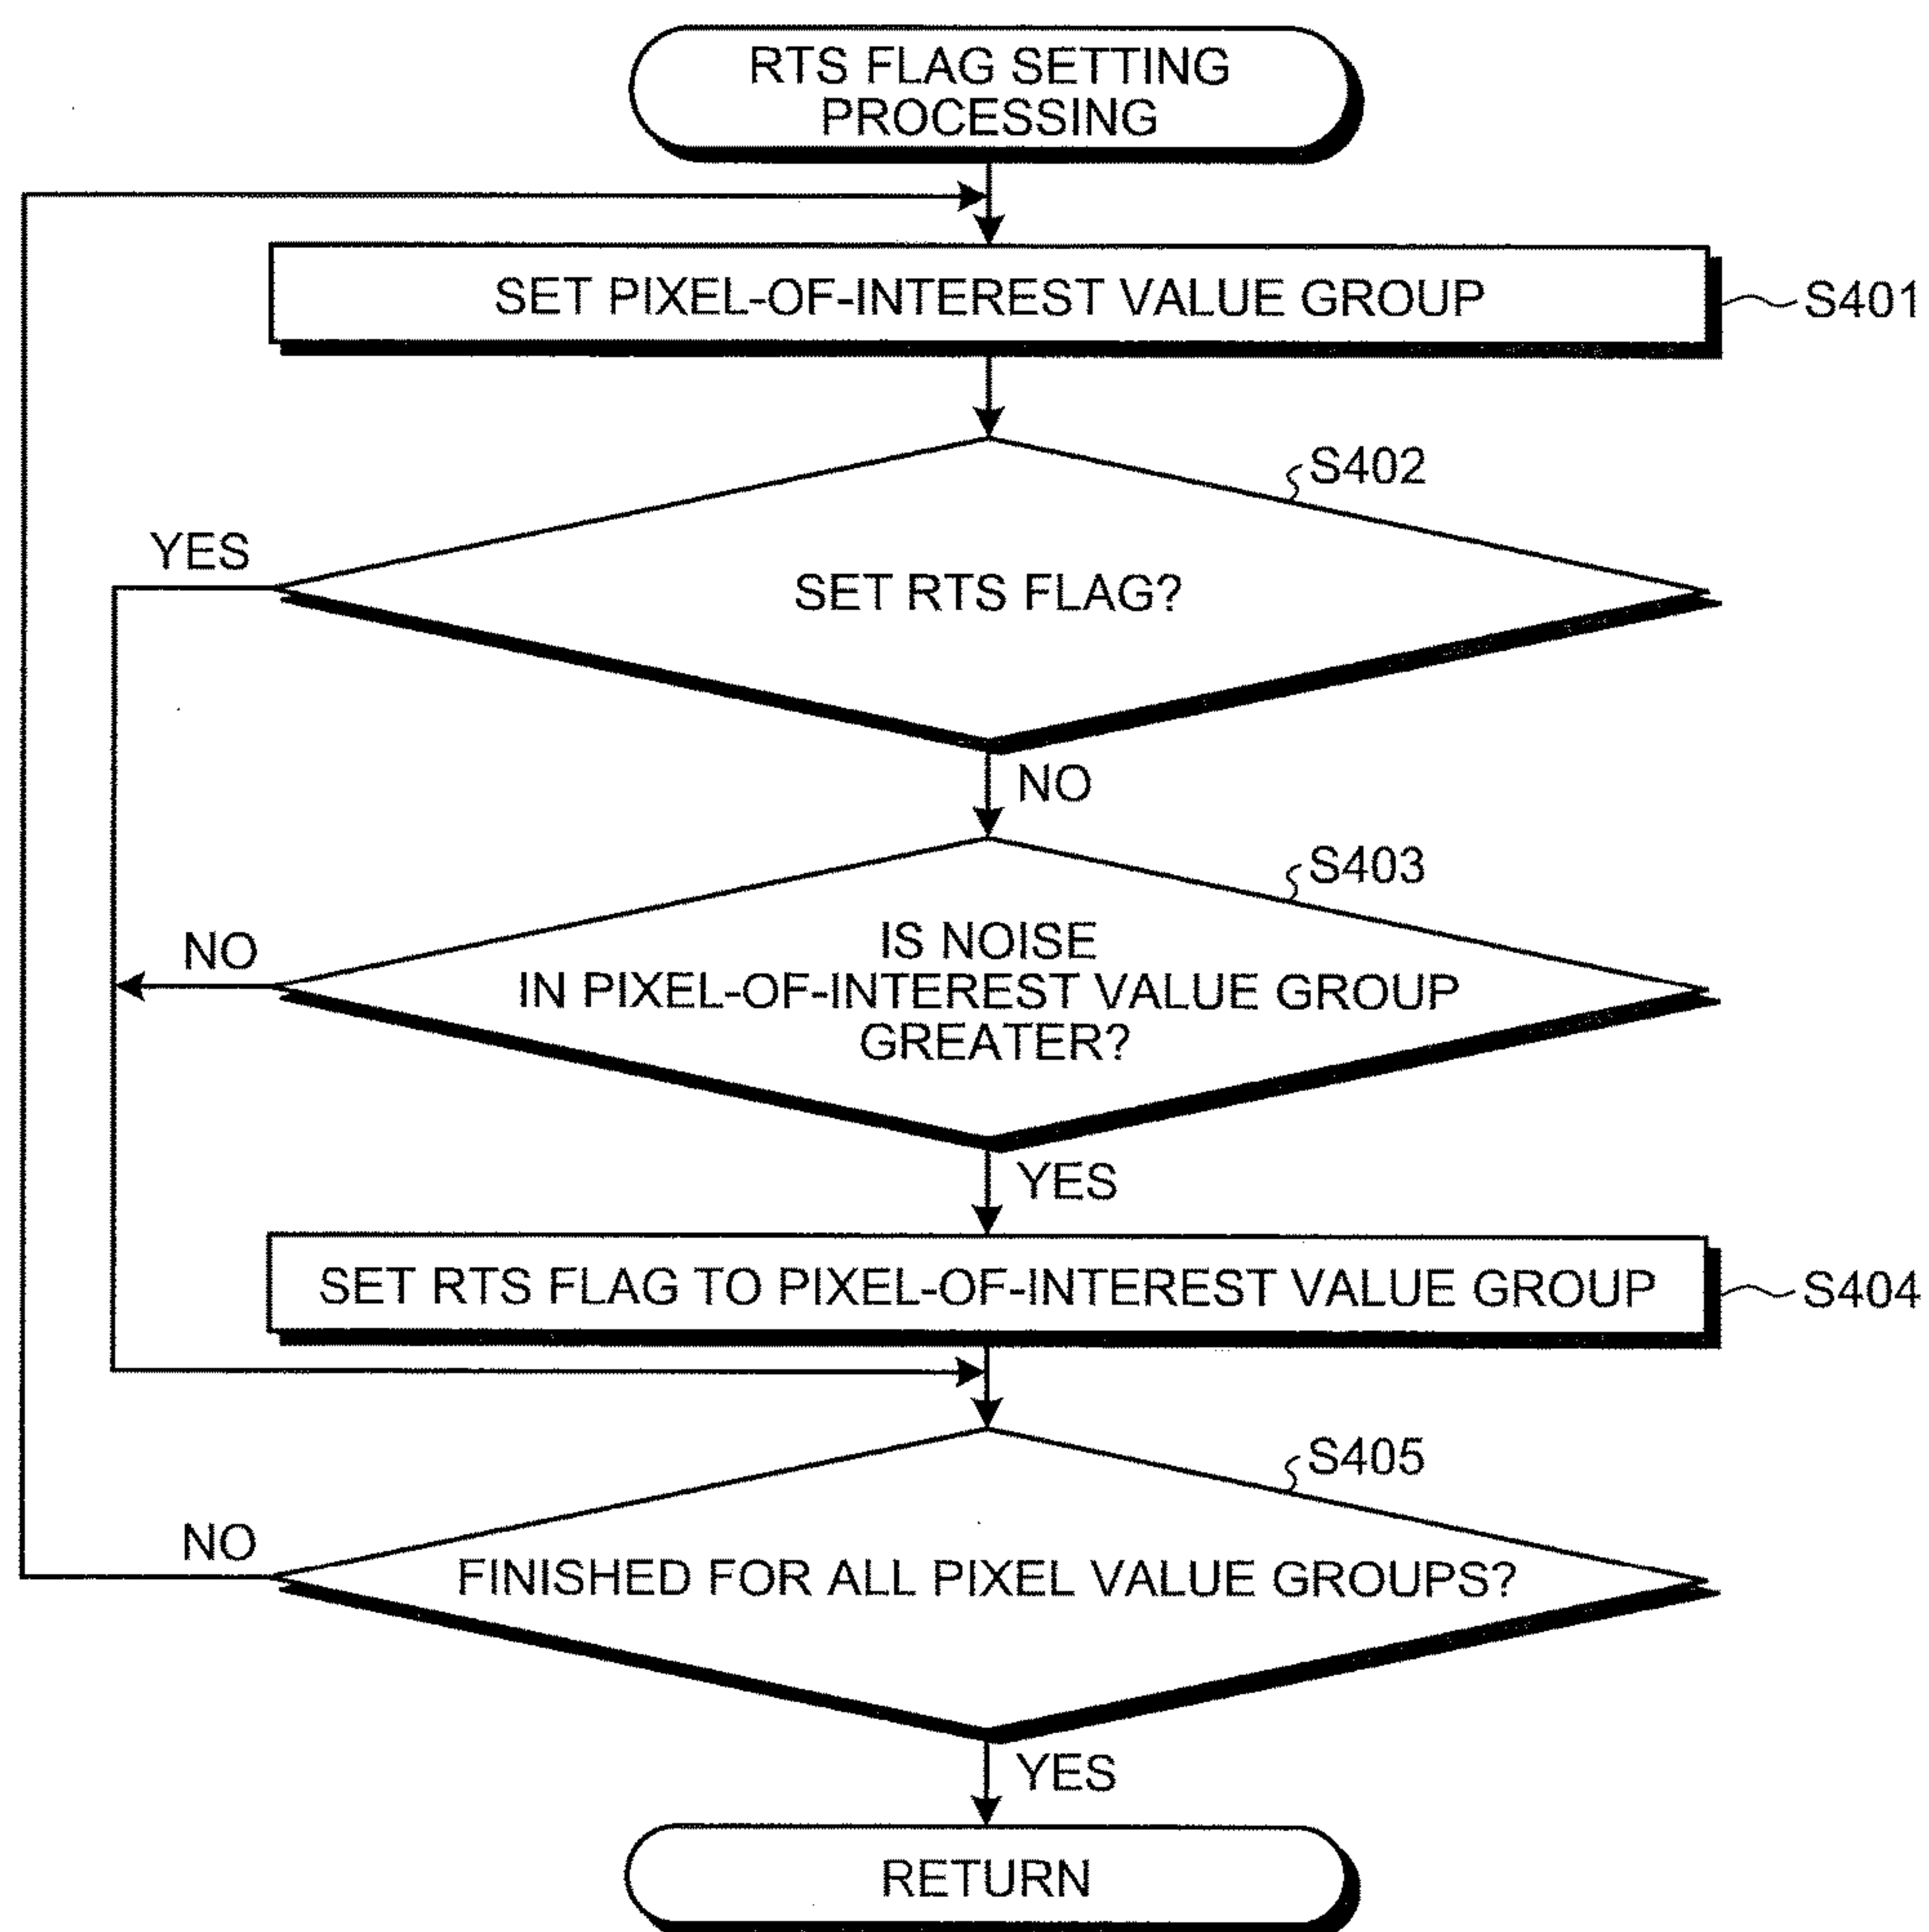 RTS FLAG SETTING
PROCESSING
SET PIXEL-OF-INTEREST VALUE GROUP
S401
S402
YES
SET RTS FLAG?
NO
S403
NO
IS NOISE
IN PIXEL-OF-INTEREST VALUE GROUP
GREATER?
YES
SET RTS FLAG TO PIXEL-OF-INTEREST VALUE GROUP
S404
S405
NO
FINISHED FOR ALL PIXEL VALUE GROUPS?
YES
RETURN